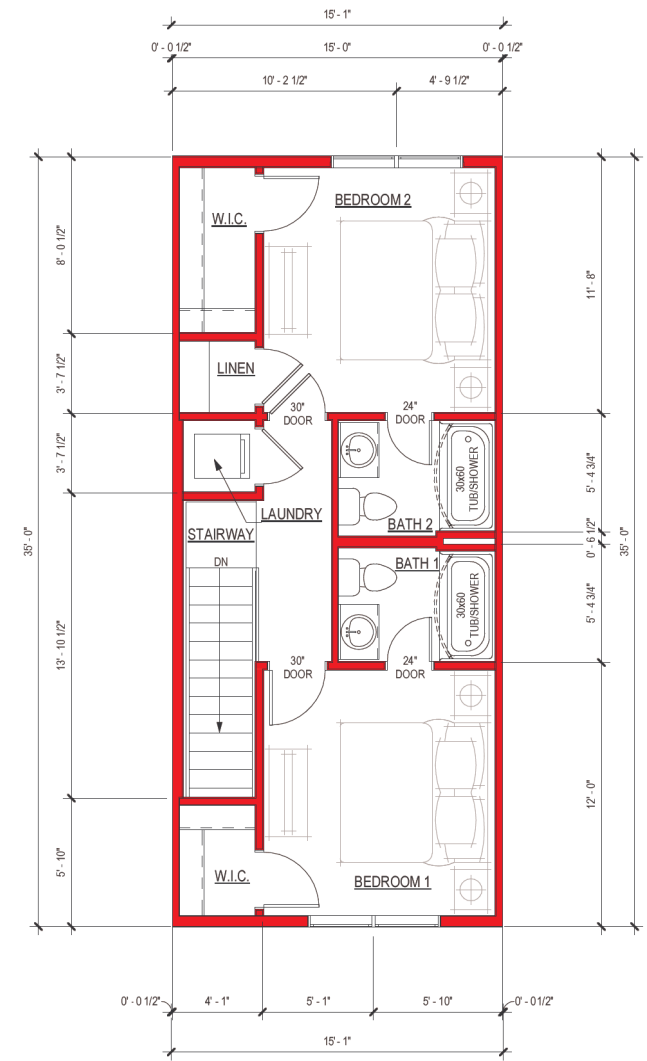 15' - 1"
0' - 0 1/2"
15' - 0"
0' - 0 1/2"
10' - 2 1/2"
4' - 9 1/2"
BEDROOM 2
W.I.C.
8' - 0 1/2"
11' - 8"
LINEN
3' - 7 1/2"
30"
DOOR
24"
DOOR
3' - 7 1/2"
30x60
TUB/SHOWER
5' - 4 3/4"
LAUNDRY
BATH 2
STAIRWAY
35' - 0"
0' - 6 1/2"
35' - 0"
DN
BATH 1
30x60
TUB/SHOWER
5' - 4 3/4"
13' - 10 1/2"
30"
DOOR
24"
DOOR
12' - 0"
5' - 10"
W.I.C.
BEDROOM 1
0' - 0 1/2"
4' - 1"
5' - 1"
5' - 10"
0' - 0 1/2"
15' - 1"